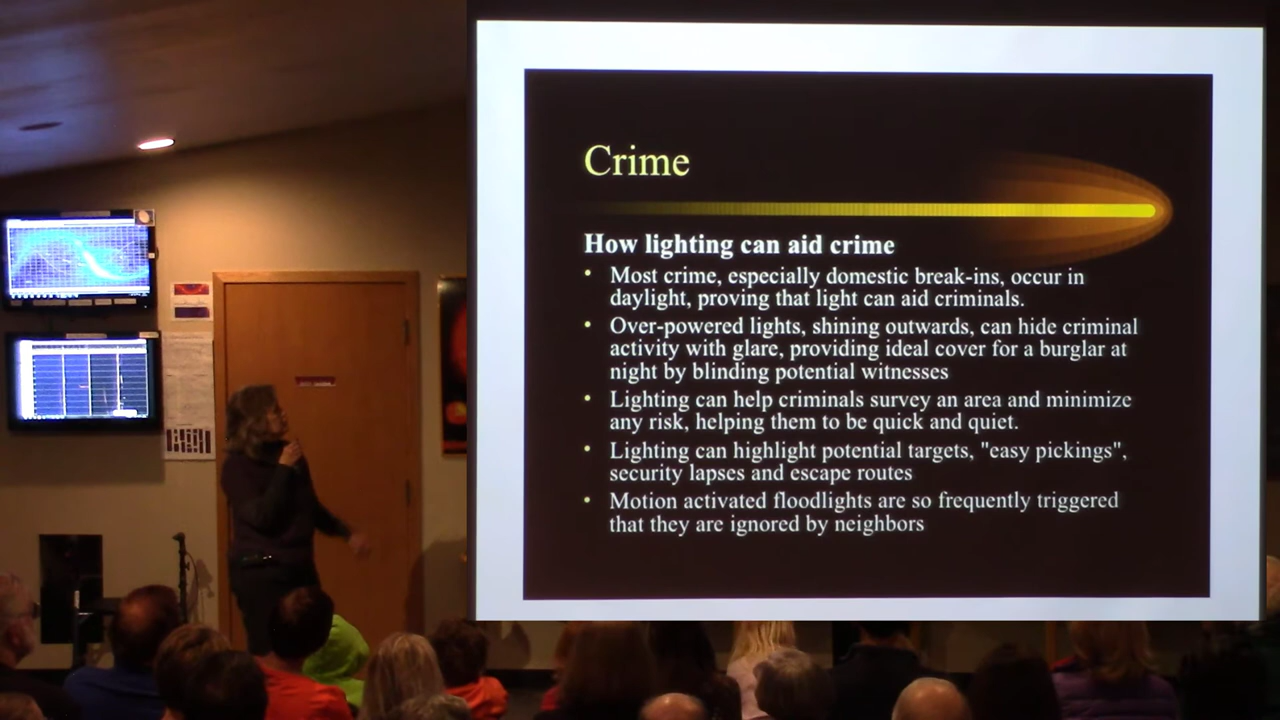 Crime
How lighting can aid crime
• Most crime, especially domestic break-ins, occur in
daylight, proving that light can aid criminals.
• Over-powered lights, shining outwards, can hide criminal
activity with glare, providing ideal cover for a burglar at
night by blinding potential witnesses
• Lighting can help criminals survey an area and minimize
any risk, helping them to be quick and quiet.
• Lighting can highlight potential targets, "easy pickings",
security lapses and escape routes
• Motion activated floodlights are so frequently triggered
that they are ignored by neighbors